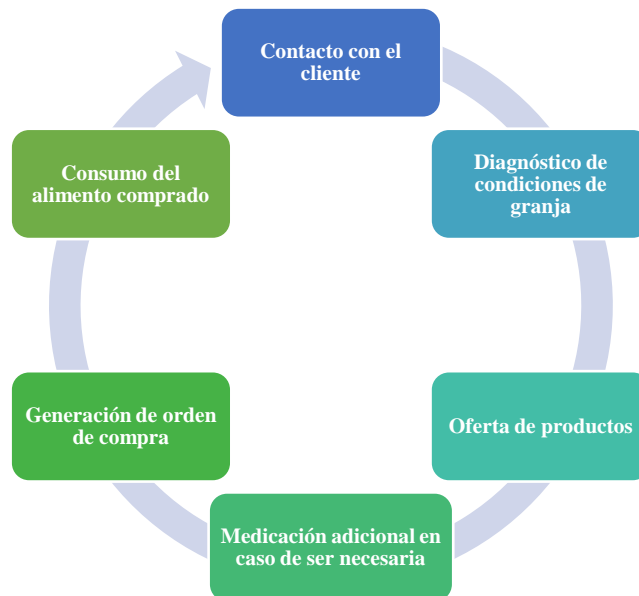 Contacto con el
cliente
Diagnóstico de
condiciones de
granja
Oferta de productos
Medicación adicional en
caso de ser necesaria
Generación de orden
de compra
Consumo del
alimento comprado